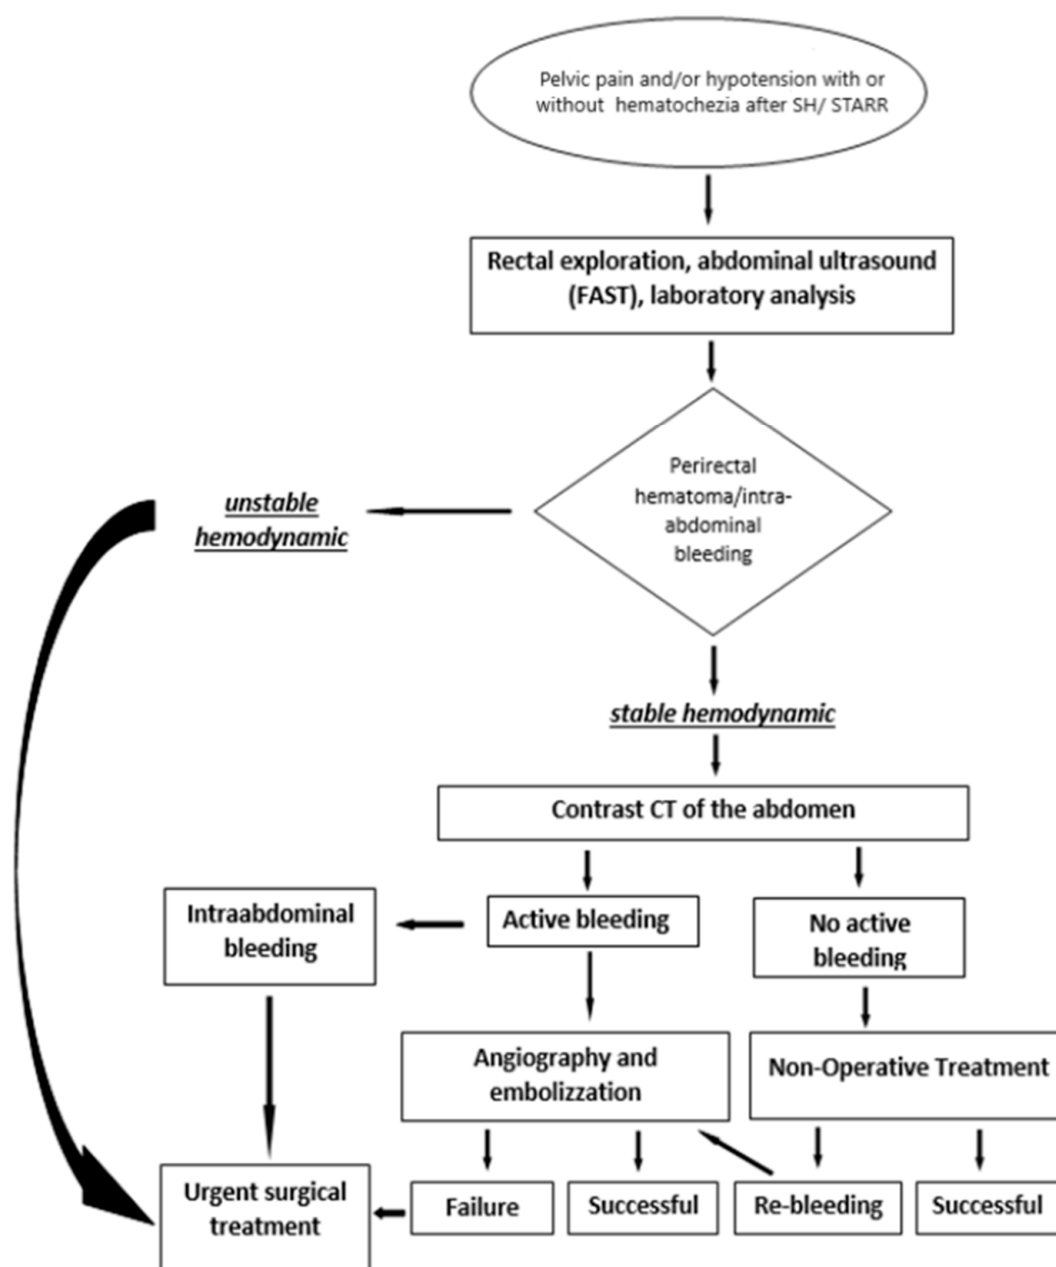 Pelvic pain and/or hypotension with or
without hematochezia after SH/ STARR
Rectal exploration, abdominal ultrasound
(FAST), laboratory analysis
Perirectal
hematoma/intra-
abdominal
bleeding
unstable
hemodynamic
stable hemodynamic
Contrast CT of the abdomen
Intraabdominal
bleeding
Active bleeding
No active
bleeding
Angiography and
embolizzation
Non-Operative Treatment
Urgent surgical
treatment
Failure
Successful
Re-bleeding
Successful